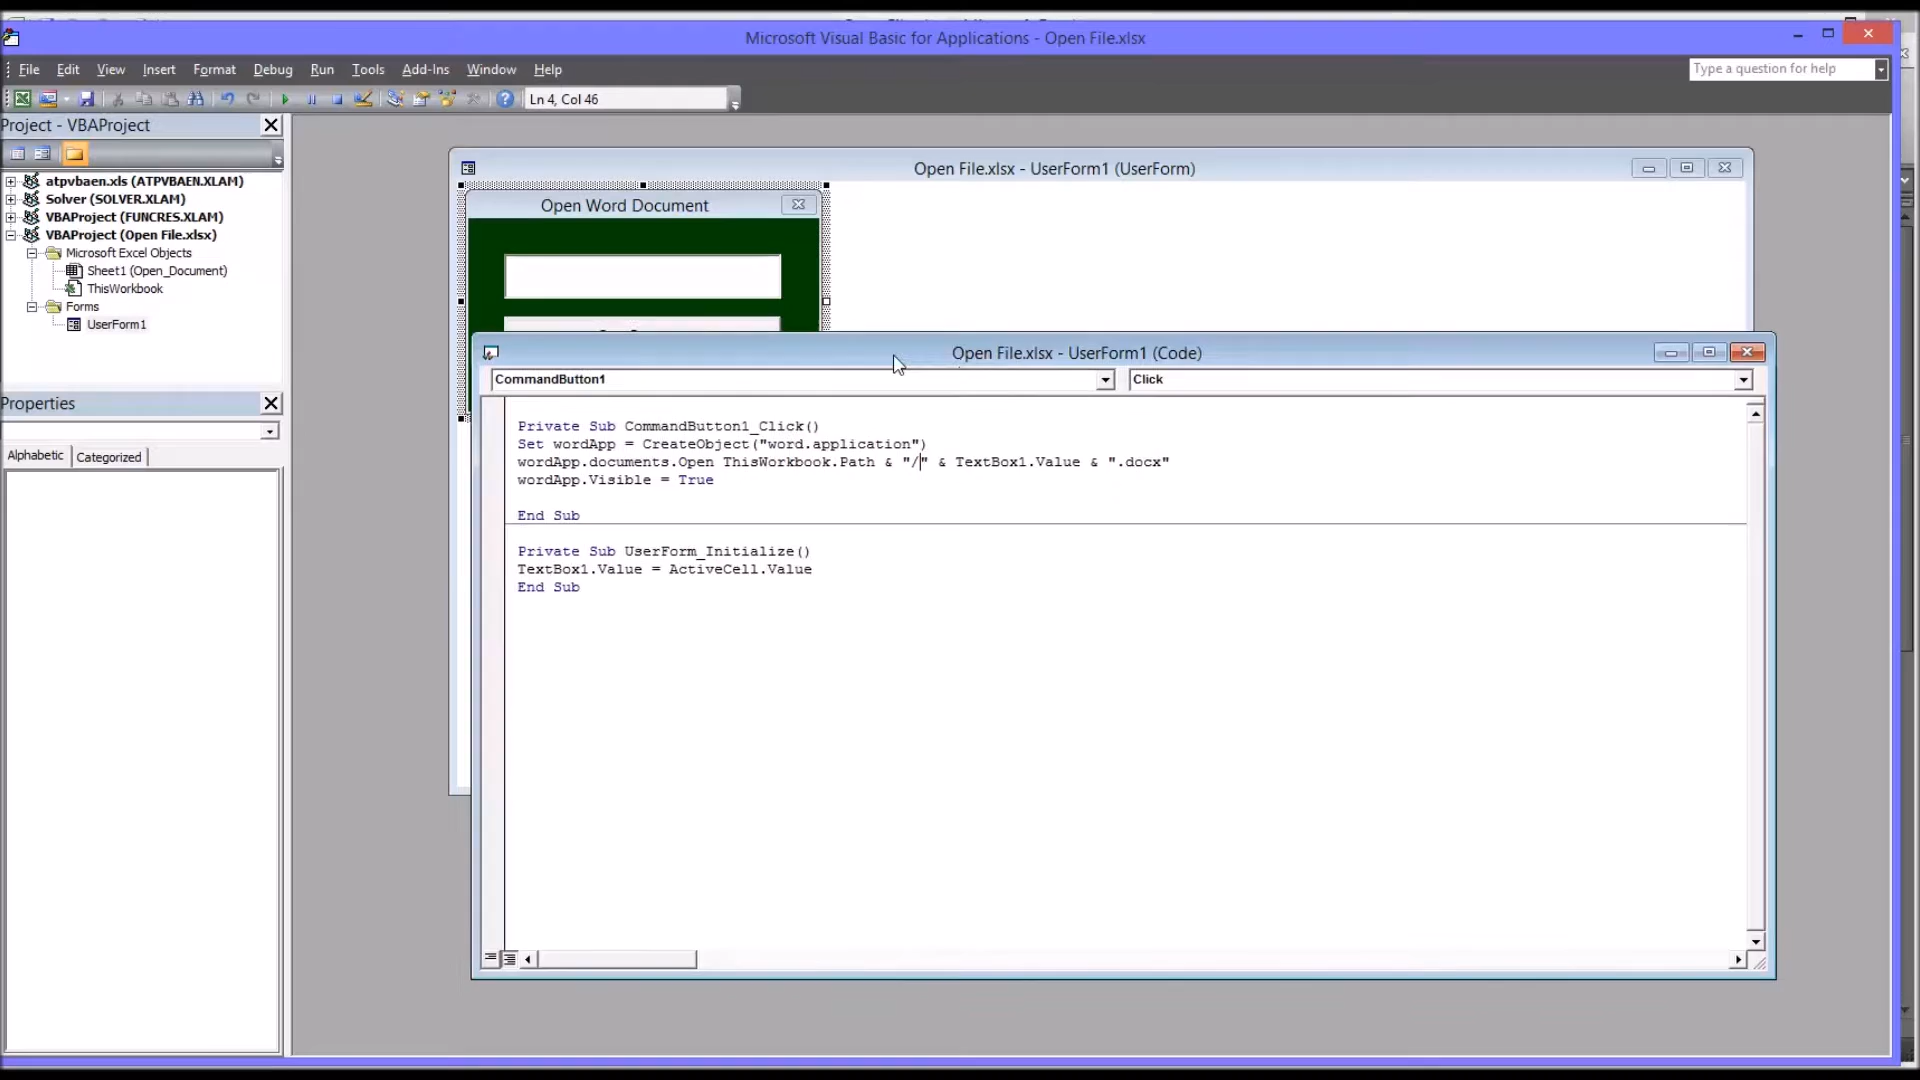 Microsoft Visual Basic for Applications - Open File.xlsx
File Edit View Insert Format Debug Run Tools Add-Ins Window Help
Type a question for help
Ln 4, Col 46
Project - VBAProject
atpvbaen.xls (ATPVBAEN.XLAM)
Solver (SOLVER.XLAM)
VBAProject (FUNCRES.XLAM)
VBAProject (Open File.xlsx)
Microsoft Excel Objects
Sheet1 (Open_Document)
ThisWorkbook
Forms
UserForm1
Properties
Alphabetic Categorized
Open File.xlsx - UserForm1 (UserForm)
Open Word Document
Open File.xlsx - UserForm1 (Code)
CommandButton1
Click
Private Sub CommandButton1_Click()
Set wordApp = CreateObject("word.application")
wordApp.documents.Open ThisWorkbook.Path & "/" & TextBox1.Value & ".docx"
wordApp.Visible = True
End Sub
Private Sub UserForm_Initialize()
TextBox1.Value = ActiveCell.Value
End Sub